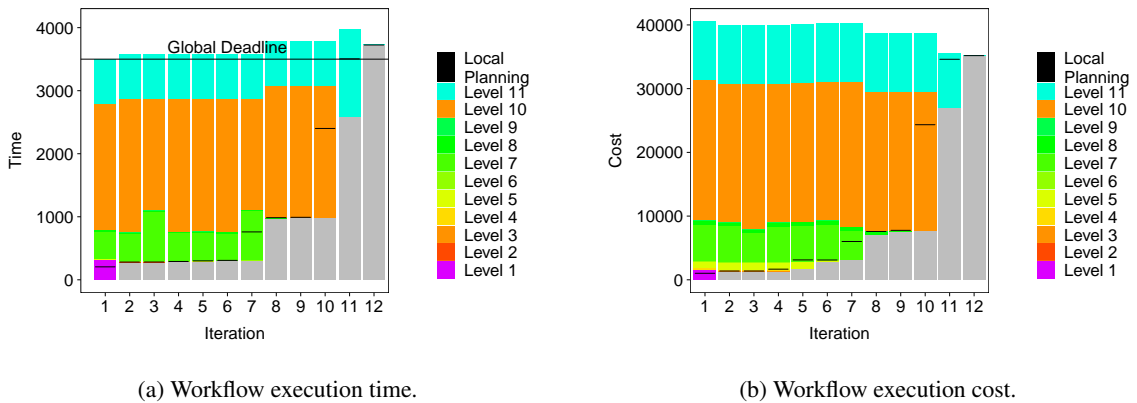 4000
3000
2000
1000
0
Time
Global Deadline
1 2 3 4 5 6 7 8 9 10 11 12
Iteration
Local
Planning
Level 11
Level 10
Level 9
Level 8
Level 7
Level 6
Level 5
Level 4
Level 3
Level 2
Level 1
(a) Workflow execution time.
40000
30000
20000
10000
0
Cost
1 2 3 4 5 6 7 8 9 10 11 12
Iteration
Local
Planning
Level 11
Level 10
Level 9
Level 8
Level 7
Level 6
Level 5
Level 4
Level 3
Level 2
Level 1
(b) Workflow execution cost.